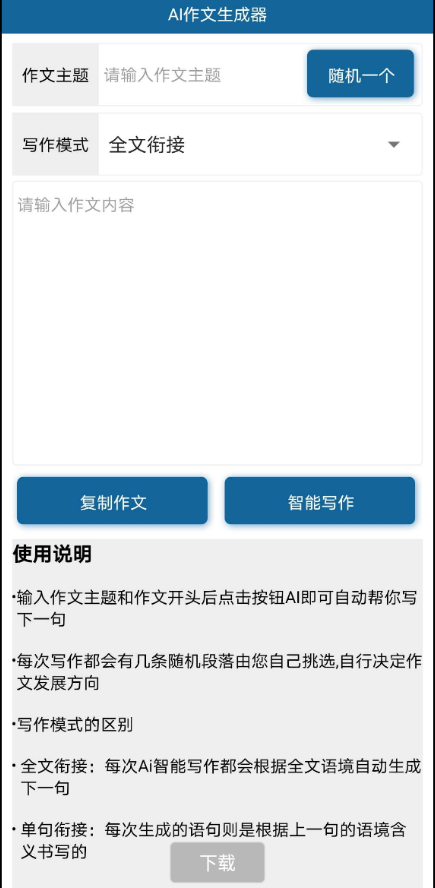 AI作文生成器
作文主题 请输入作文主题 随机一个
写作模式 全文衔接
请输入作文内容
复制作文 智能写作
使用说明
•输入作文主题和作文开头后点击按钮AI即可自动帮你写
下一句
•每次写作都会有几条随机段落由您自己挑选,自行决定作
文发展方向
•写作模式的区别
• 全文衔接：每次Ai智能写作都会根据全文语境自动生成
下一句
• 单句衔接：每次生成的语句则是根据上一句的语境含
义书写的
下载